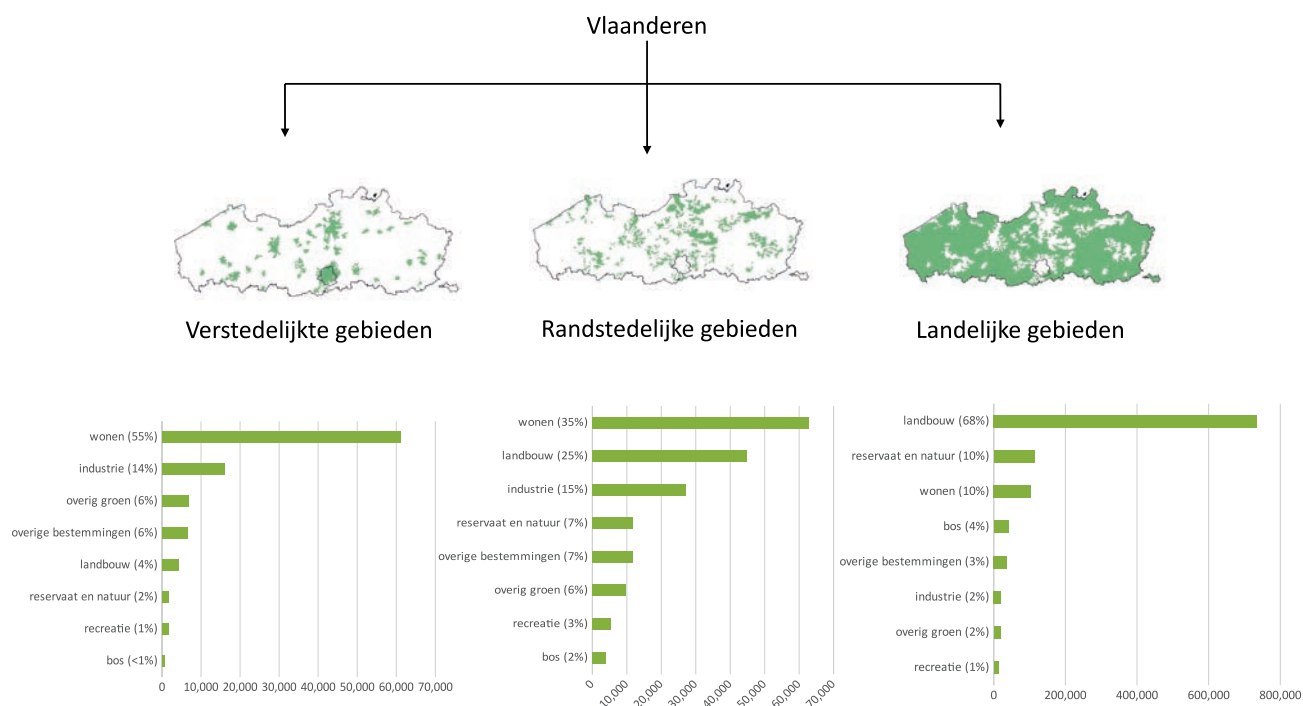 Vlaanderen
Verstedelijkte gebieden
Randstedelijke gebieden
Landelijke gebieden
wonen (55%)
industrie (14%)
overig groen (6%)
overige bestemmingen (6%)
landbouw (4%)
reservaat en natuur (2%)
recreatie (1%)
bos (<1%)
0 10,000 20,000 30,000 40,000 50,000 60,000 70,000
wonen (35%)
landbouw (25%)
industrie (15%)
reservaat en natuur (7%)
overige bestemmingen (7%)
overig groen (6%)
recreatie (3%)
bos (2%)
0 10,000 20,000 30,000 40,000 50,000 60,000 70,000
landbouw (68%)
reservaat en natuur (10%)
wonen (10%)
bos (4%)
overige bestemmingen (3%)
industrie (2%)
overig groen (2%)
recreatie (1%)
0 200,000 400,000 600,000 800,000